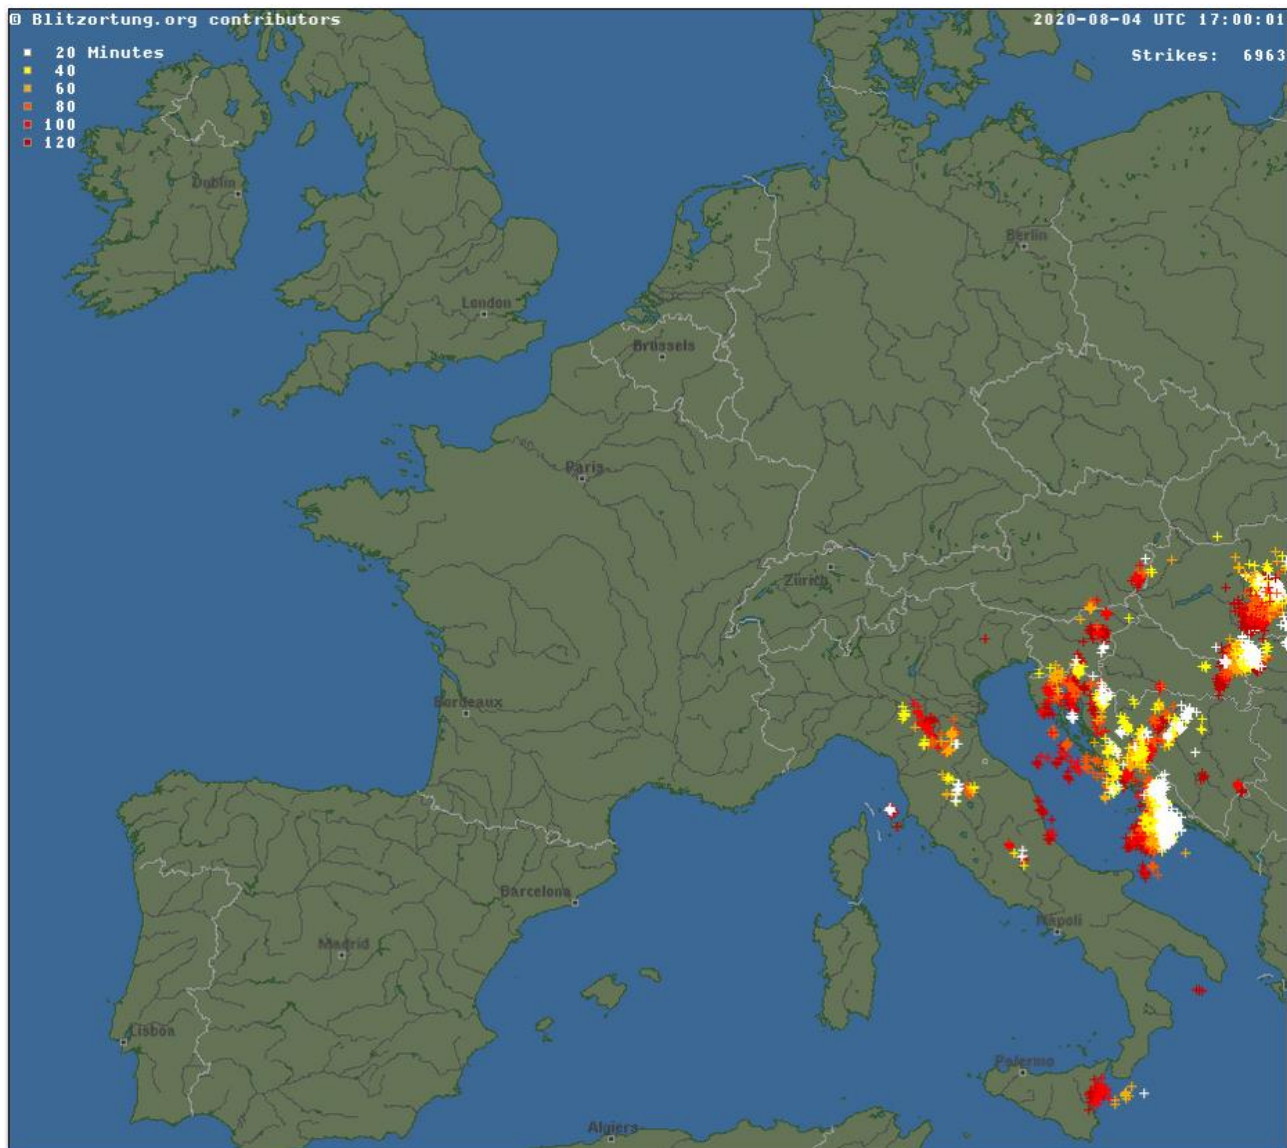 © Blitzortung.org contributors
2020-08-04 UTC 17:00:01
20 Minutes
Strikes: 6963
40
60
80
100
120
Dublin
Berlin
London
Brüssels
Paris
Zürich
Bordeaux
Barcelona
Napoli
Madrid
Lisboa
Palermo
Algiers